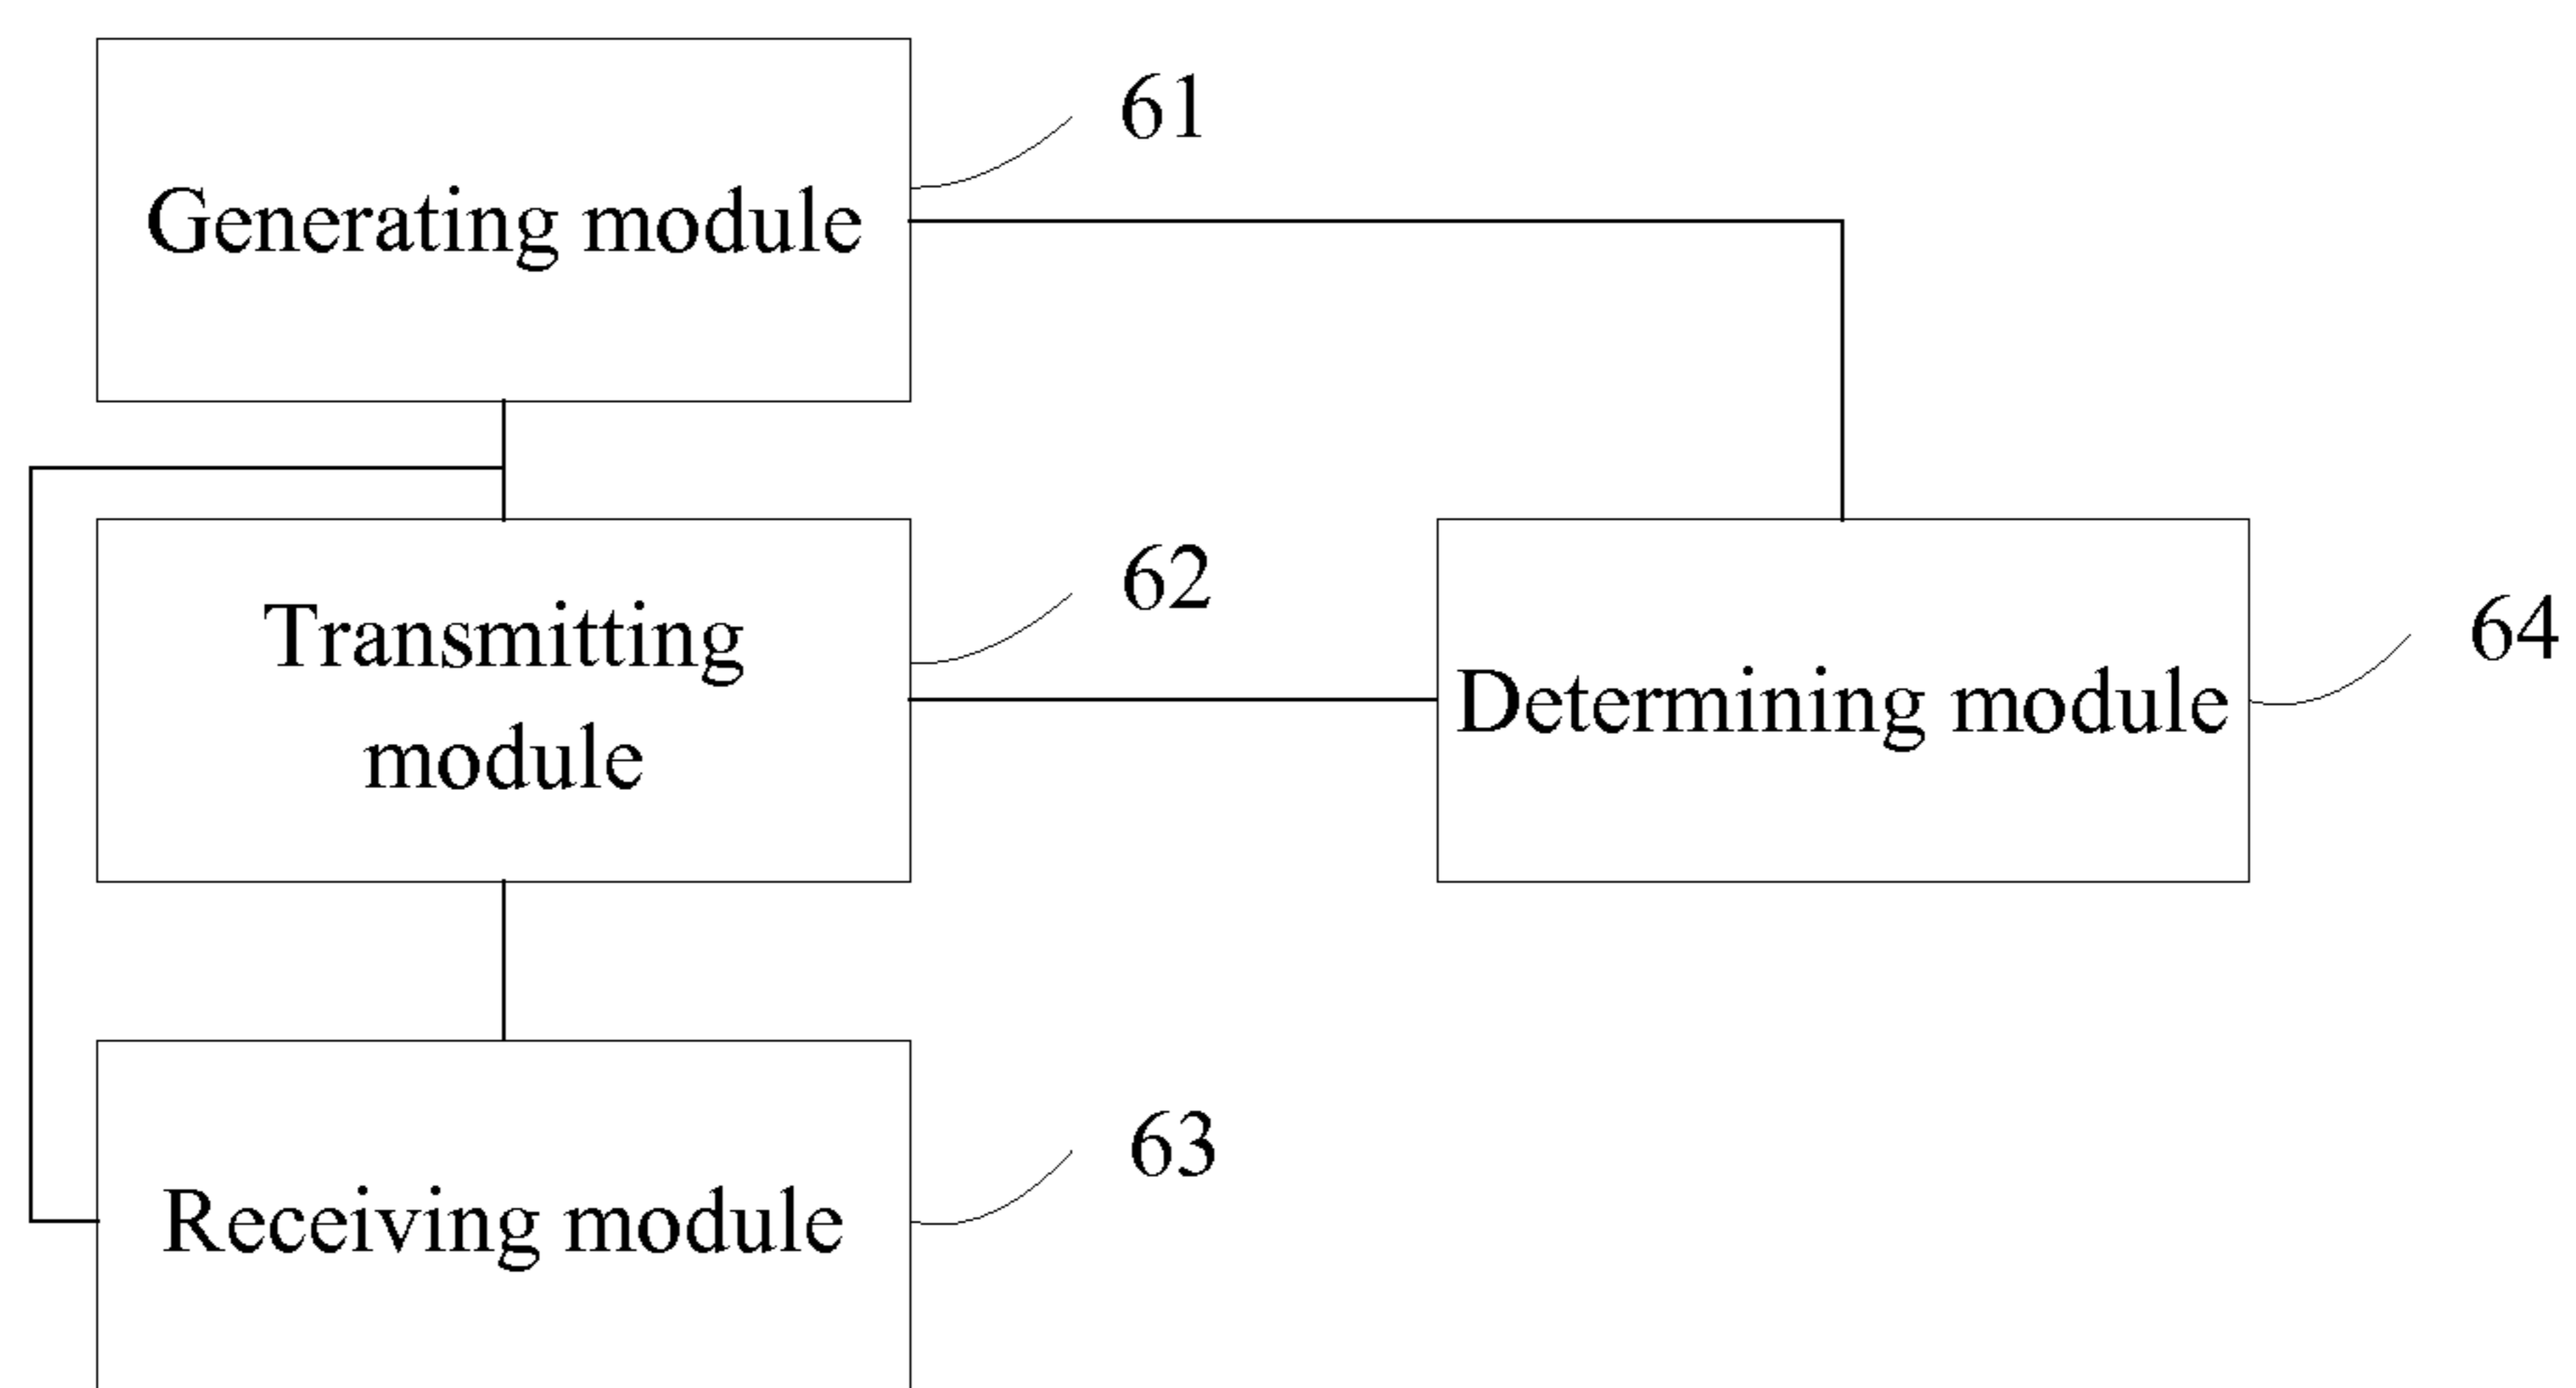 61
Generating module
62
Transmitting
module
64
Determining module
63
Receiving module